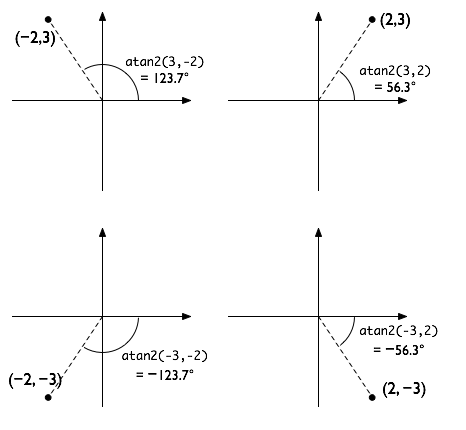 (−2,3)
atan2(3,-2)
= 123.7°
(2,3)
atan2(3,2)
= 56.3°
(−2, −3)
atan2(-3,-2)
= −123.7°
atan2(-3,2)
= −56.3°
(2, −3)